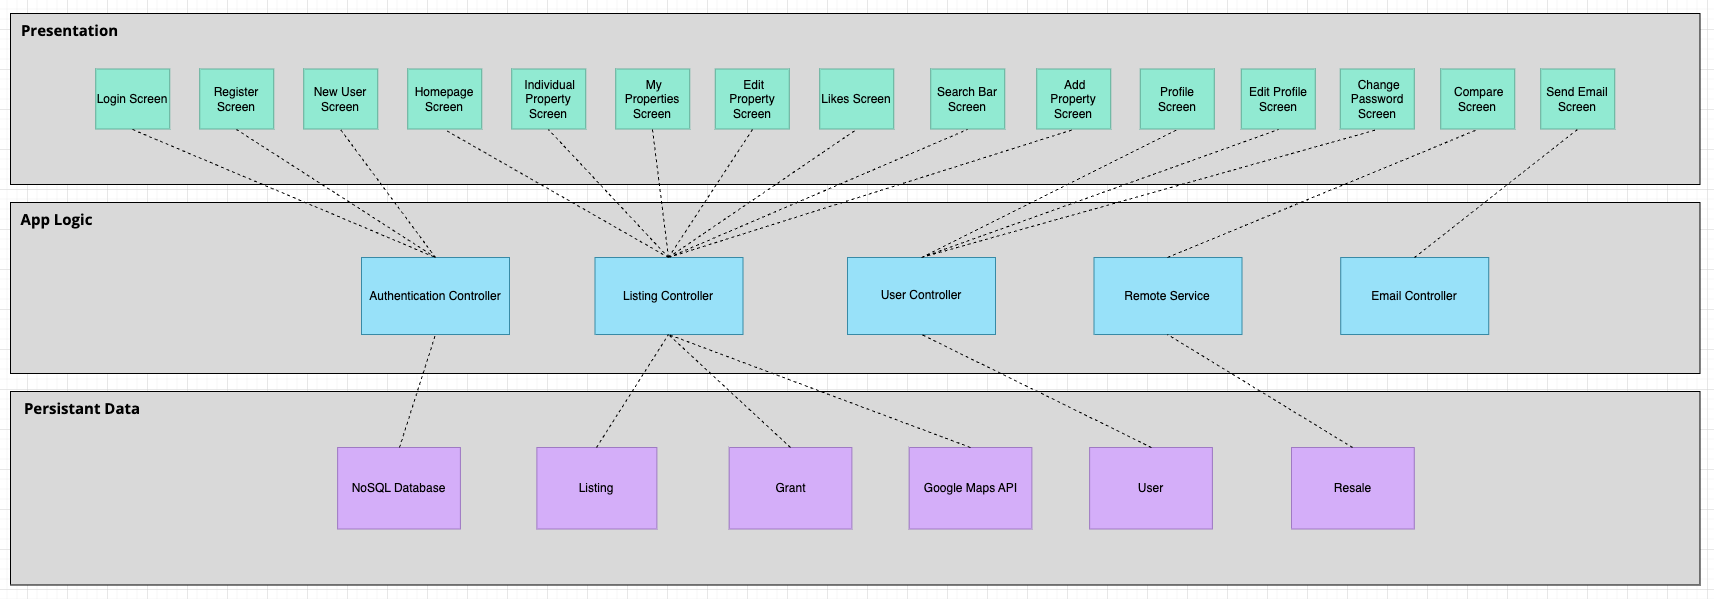 Presentation
Login Screen
Register
Screen
New User
Screen
Homepage
Screen
Individual
Property
Screen
My
Properties
Screen
Edit
Property
Screen
Likes Screen
Search Bar
Screen
Add
Property
Screen
Profile
Screen
Edit Profile
Screen
Change
Password
Screen
Compare
Screen
Send Email
Screen
App Logic
Authentication Controller
Listing Controller
User Controller
Remote Service
Email Controller
Persistant Data
NoSQL Database
Listing
Grant
Google Maps API
User
Resale